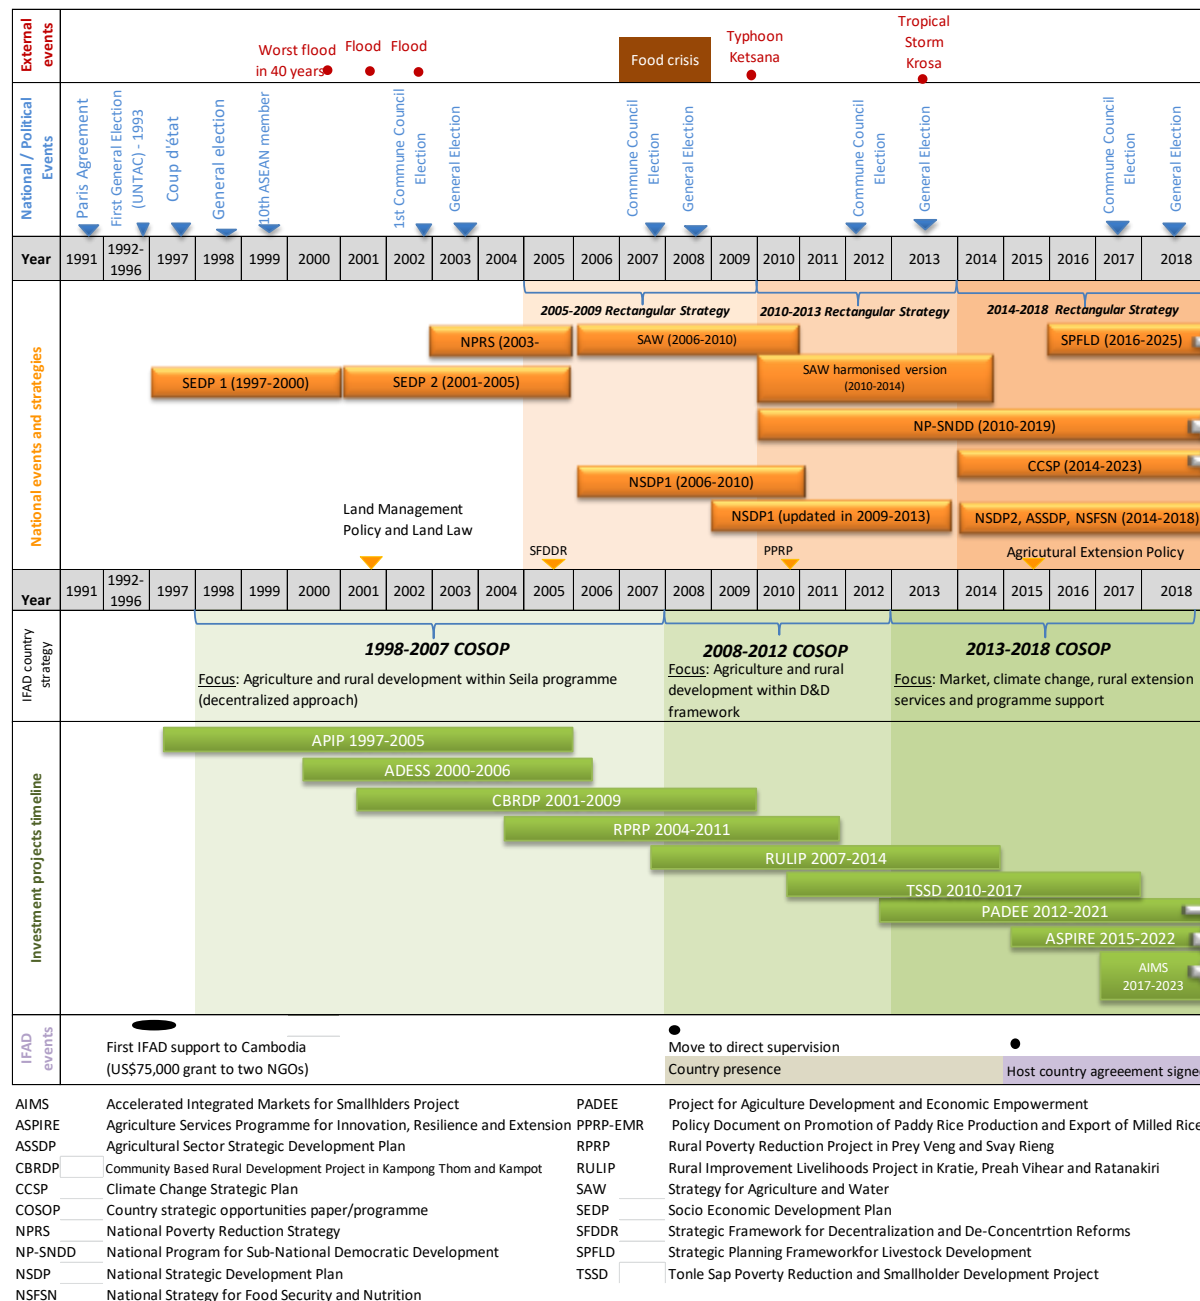 External events
Worst flood
in 40 years
Flood
Flood
Food crisis
Typhoon
Ketsana
Tropical
Storm
Krosa
National / Political
Events
Paris Agreement
First General Election
(UNTAC) - 1993
Coup d'état
General election
10th ASEAN member
1st Commune Council
Election
General Election
Commune Council
Election
General Election
Commune Council
Election
General Election
Commune Council
Election
General Election
Year 1991 1992-1996 1997 1998 1999 2000 2001 2002 2003 2004 2005 2006 2007 2008 2009 2010 2011 2012 2013 2014 2015 2016 2017 2018
National events and strategies
2005-2009 Rectangular Strategy
2010-2013 Rectangular Strategy
2014-2018 Rectangular Strategy
NPRS (2003-
SAW (2006-2010)
SPFLD (2016-2025)
SEDP 1 (1997-2000)
SEDP 2 (2001-2005)
SAW harmonised version
(2010-2014)
NP-SNDD (2010-2019)
CCSP (2014-2023)
NSDP1 (2006-2010)
NSDP1 (updated in 2009-2013)
NSDP2, ASSDP, NSFSN (2014-2018)
Land Management
Policy and Land Law
SFDDR
PPRP
Agricutural Extension Policy
Year 1991 1992-1996 1997 1998 1999 2000 2001 2002 2003 2004 2005 2006 2007 2008 2009 2010 2011 2012 2013 2014 2015 2016 2017 2018
IFAD country
strategy
1998-2007 COSOP
Focus: Agriculture and rural development within Seila programme
(decentralized approach)
2008-2012 COSOP
Focus: Agriculture and rural
development within D&D
framework
2013-2018 COSOP
Focus: Market, climate change, rural extension
services and programme support
Investment projects timeline
APIP 1997-2005
ADESS 2000-2006
CBRDP 2001-2009
RPRP 2004-2011
RULIP 2007-2014
TSSD 2010-2017
PADEE 2012-2021
ASPIRE 2015-2022
AIMS
2017-2023
IFAD
events
First IFAD support to Cambodia
(US$75,000 grant to two NGOs)
Move to direct supervision
Country presence
Host country agreeement signed
AIMS Accelerated Integrated Markets for Smallhlders Project
ASPIRE Agriculture Services Programme for Innovation, Resilience and Extension
ASSDP Agricultural Sector Strategic Development Plan
CBRDP Community Based Rural Development Project in Kampong Thom and Kampot
CCSP Climate Change Strategic Plan
COSOP Country strategic opportunities paper/programme
NPRS National Poverty Reduction Strategy
NP-SNDD National Program for Sub-National Democratic Development
NSDP National Strategic Development Plan
NSFSN National Strategy for Food Security and Nutrition
PADEE Project for Agiculture Development and Economic Empowerment
PPRP-EMR Policy Document on Promotion of Paddy Rice Production and Export of Milled Rice
RPRP Rural Poverty Reduction Project in Prey Veng and Svay Rieng
RULIP Rural Improvement Livelihoods Project in Kratie, Preah Vihear and Ratanakiri
SAW Strategy for Agriculture and Water
SEDP Socio Economic Development Plan
SFDDR Strategic Framework for Decentralization and De-Concentrtion Reforms
SPFLD Strategic Planning Frameworkfor Livestock Development
TSSD Tonle Sap Poverty Reduction and Smallholder Development Project